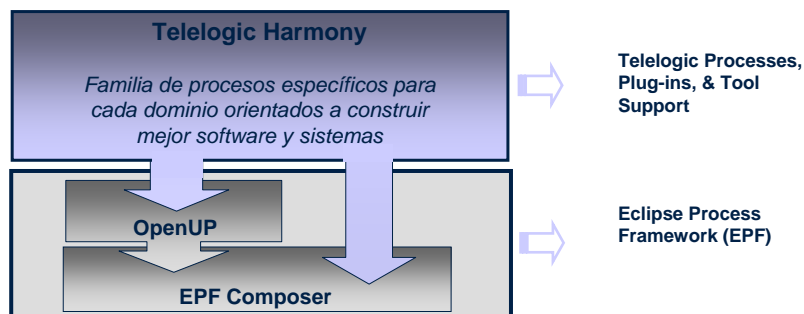 Telelogic Harmony
Familia de procesos específicos para
cada dominio orientados a construir
mejor software y sistemas
Telelogic Processes,
Plug-ins, & Tool
Support
OpenUP
EPF Composer
Eclipse Process
Framework (EPF)